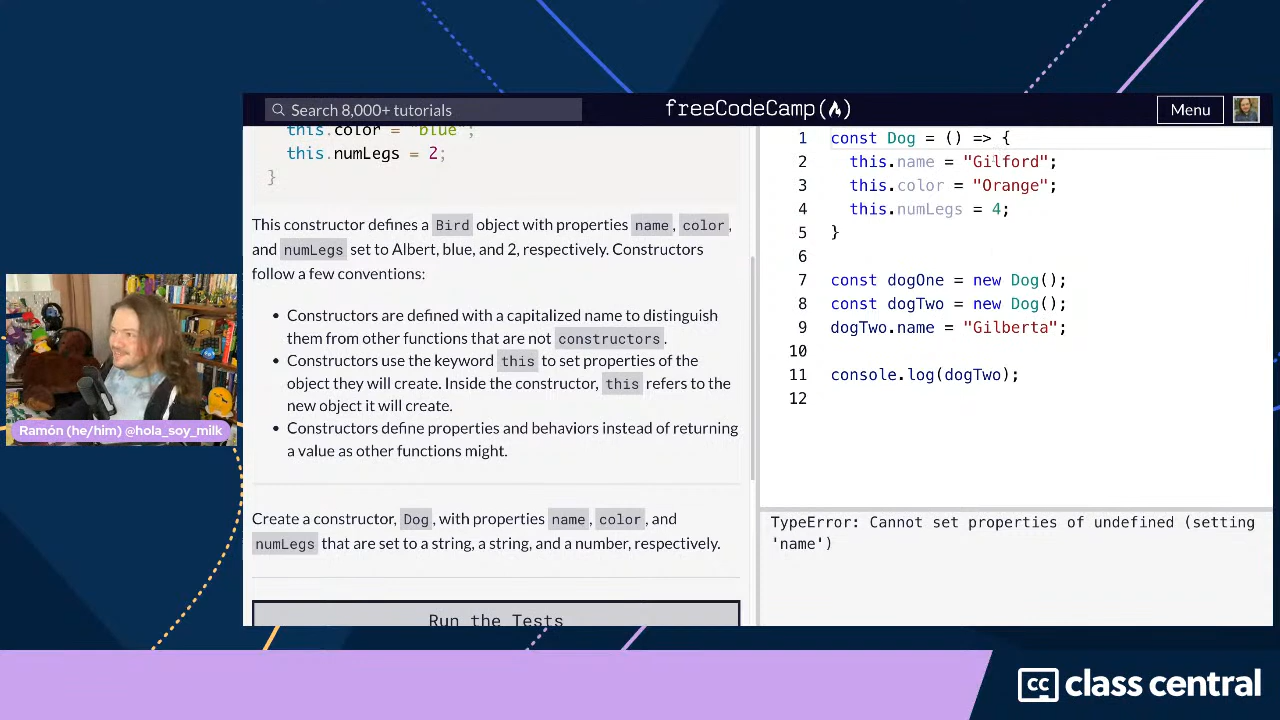 Search 8,000+ tutorials
freeCodeCamp(🔥)
Menu
this.color = "blue";
this.numLegs = 2;
}
This constructor defines a Bird object with properties name, color,
and numLegs set to Albert, blue, and 2, respectively. Constructors
follow a few conventions:
• Constructors are defined with a capitalized name to distinguish
them from other functions that are not constructors.
• Constructors use the keyword this to set properties of the
object they will create. Inside the constructor, this refers to the
new object it will create.
• Constructors define properties and behaviors instead of returning
a value as other functions might.
Create a constructor, Dog, with properties name, color, and
numLegs that are set to a string, a string, and a number, respectively.
Run the Tests
1 const Dog = () => {
2 this.name = "Gilford";
3 this.color = "Orange";
4 this.numLegs = 4;
5 }
6
7 const dogOne = new Dog();
8 const dogTwo = new Dog();
9 dogTwo.name = "Gilberta";
10
11 console.log(dogTwo);
12
TypeError: Cannot set properties of undefined (setting
'name')
Ramón (he/him) @hola_soy_milk
cc class central